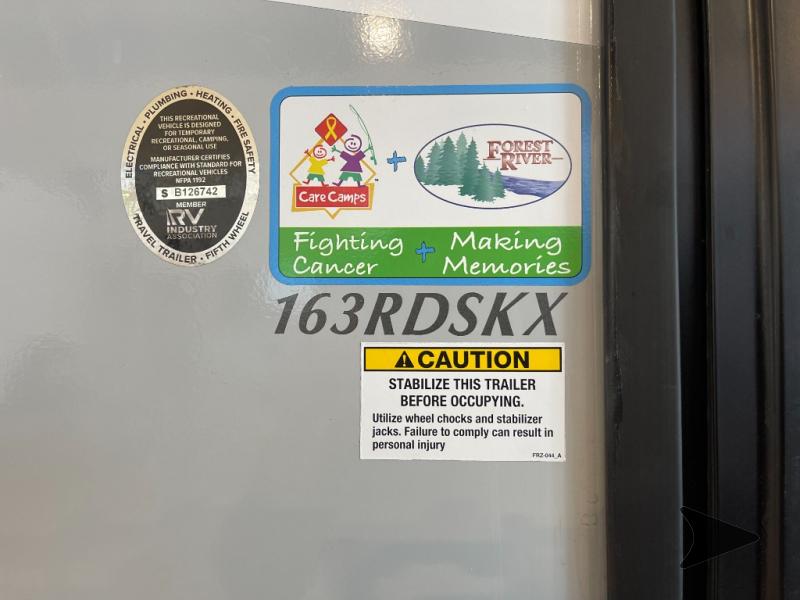 ELECTRICAL • PLUMBING • HEATING • FIRE SAFETY
THIS RECREATIONAL
VEHICLE IS DESIGNED
FOR TEMPORARY
RECREATIONAL, CAMPING,
OR SEASONAL USE
MANUFACTURER CERTIFIES
COMPLIANCE WITH STANDARD FOR
RECREATIONAL VEHICLES
NFPA 1192
S B126742
MEMBER
RV
INDUSTRY
ASSOCIATION
TRAVEL TRAILER • FIFTH WHEEL
Care Camps
+
FOREST
RIVER
Fighting + Making
Cancer Memories
163RDSKX
CAUTION
STABILIZE THIS TRAILER
BEFORE OCCUPYING.
Utilize wheel chocks and stabilizer
jacks. Failure to comply can result in
personal injury
FRZ-044_A